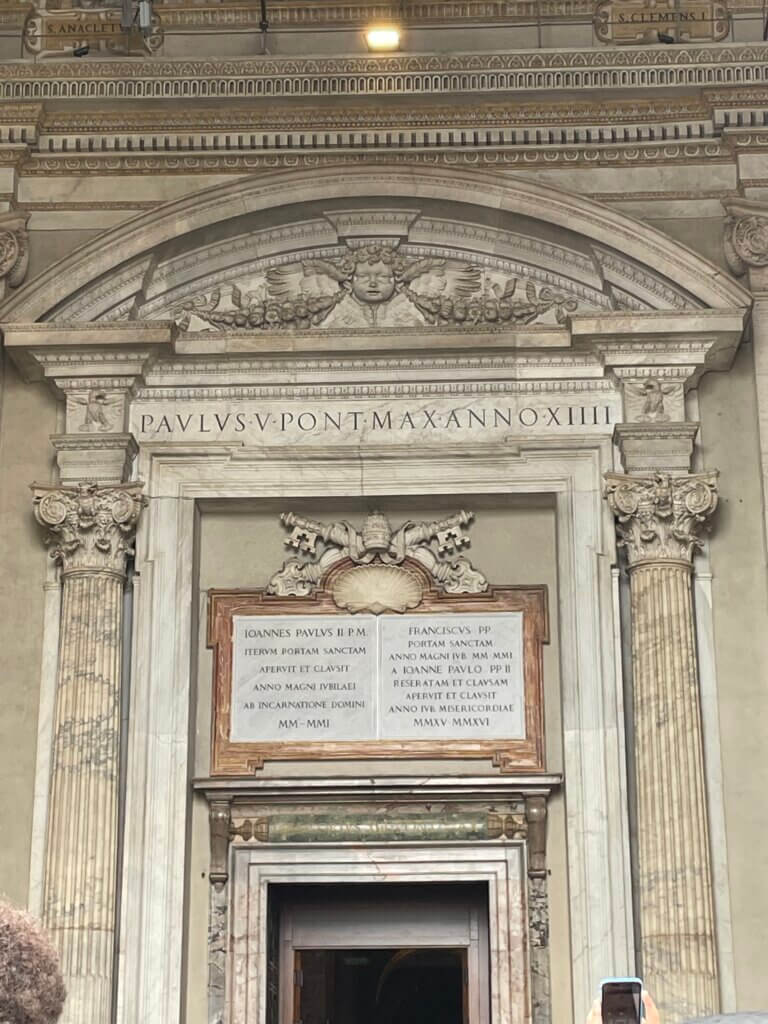 S. ANACLET
S. CLEMENS I
PAVLVS · V · PONT · MAX · ANNO · XIIII
IOANNES PAVLVS II P. M.
ITERVM PORTAM SANCTAM
APERVIT ET CLAVSIT
ANNO MAGNI IVBILAEI
AB INCARNATIONE DOMINI
MM–MMI
FRANCISCVS PP
PORTAM SANCTAM
ANNO MAGNI IVB. MM-MMI
A IOANNE PAVLO PP II
RESERATAM ET CLAVSAM
APERVIT ET CLAVSIT
ANNO IVB. MISERICORDIAE
MMXV-MMXVI